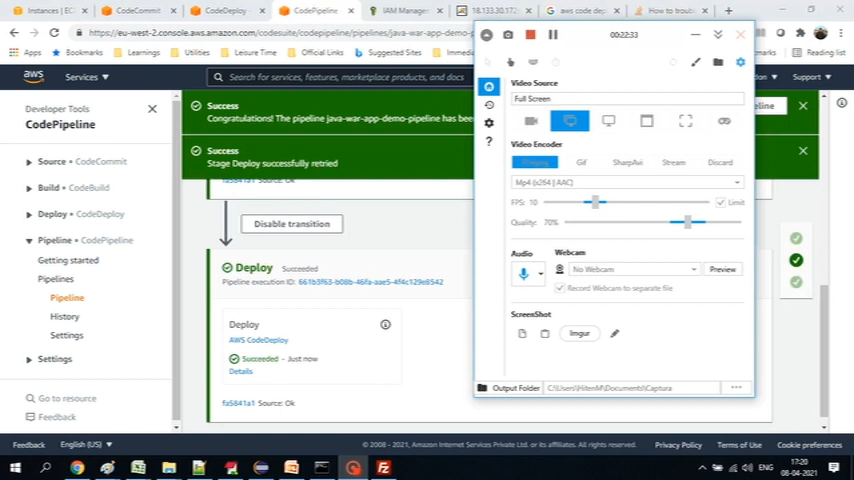 Instances | EC
CodeCommit
CodeDeploy -
CodePipeline
IAM Manage
18.133.30.172
aws code dep
How to troub
https://eu-west-2.console.aws.amazon.com/codesuite/codepipeline/pipelines/java-war-app-demo-p
00:22:33
Apps
Bookmarks
Learnings
Utilities
Leisure Time
Official Links
Suggested Sites
Immedia
Reading list
aws
Services
Search for services, features, marketplace products, and docs
Support
Developer Tools
CodePipeline
Source • CodeCommit
Build • CodeBuild
Deploy • CodeDeploy
Pipeline • CodePipeline
Getting started
Pipelines
Pipeline
History
Settings
Settings
Go to resource
Feedback
Success
Congratulations! The pipeline java-war-app-demo-pipeline has been
Success
Stage Deploy successfully retried
eline
fa5841a1 Source: Ok
Disable transition
Deploy Succeeded
Pipeline execution ID: 661b3f63-b08b-46fa-aae5-4f4c129e8542
Deploy
AWS CodeDeploy
Succeeded - Just now
Details
fa5841a1 Source: Ok
Video Source
Full Screen
Video Encoder
Gif
SharpAvi
Stream
Discard
Mp4 (x264 | AAC)
FPS: 10
Limit
Quality: 70%
Audio
Webcam
No Webcam
Preview
Record Webcam to separate file
ScreenShot
Imgur
Output Folder
C:\Users\HitenM\Documents\Captura
Feedback
English (US)
© 2008 - 2021, Amazon Internet Services Private Ltd. or its affiliates. All rights reserved.
Privacy Policy
Terms of Use
Cookie preferences
ENG
17:20
08-04-2021